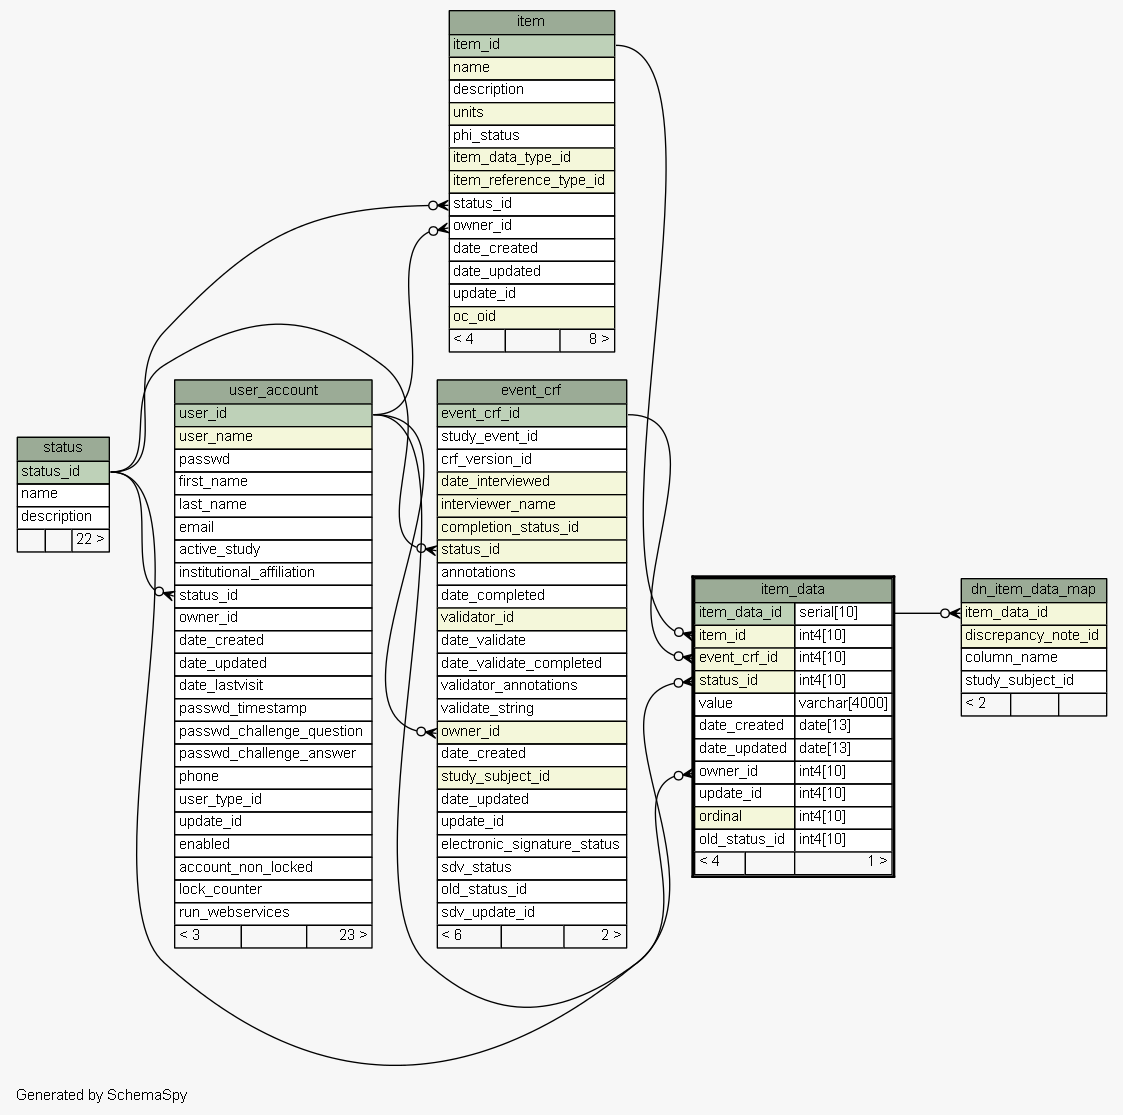 item
item_id
name
description
units
phi_status
item_data_type_id
item_reference_type_id
status_id
owner_id
date_created
date_updated
update_id
oc_oid
< 4 8 >
status
status_id
name
description
22 >
user_account
user_id
user_name
passwd
first_name
last_name
email
active_study
institutional_affiliation
status_id
owner_id
date_created
date_updated
date_lastvisit
passwd_timestamp
passwd_challenge_question
passwd_challenge_answer
phone
user_type_id
update_id
enabled
account_non_locked
lock_counter
run_webservices
< 3 23 >
event_crf
event_crf_id
study_event_id
crf_version_id
date_interviewed
interviewer_name
completion_status_id
status_id
annotations
date_completed
validator_id
date_validate
date_validate_completed
validator_annotations
validate_string
owner_id
date_created
study_subject_id
date_updated
update_id
electronic_signature_status
sdv_status
old_status_id
sdv_update_id
< 6 2 >
item_data
item_data_id serial[10]
item_id int4[10]
event_crf_id int4[10]
status_id int4[10]
value varchar[4000]
date_created date[13]
date_updated date[13]
owner_id int4[10]
update_id int4[10]
ordinal int4[10]
old_status_id int4[10]
< 4 1 >
dn_item_data_map
item_data_id
discrepancy_note_id
column_name
study_subject_id
< 2
Generated by SchemaSpy